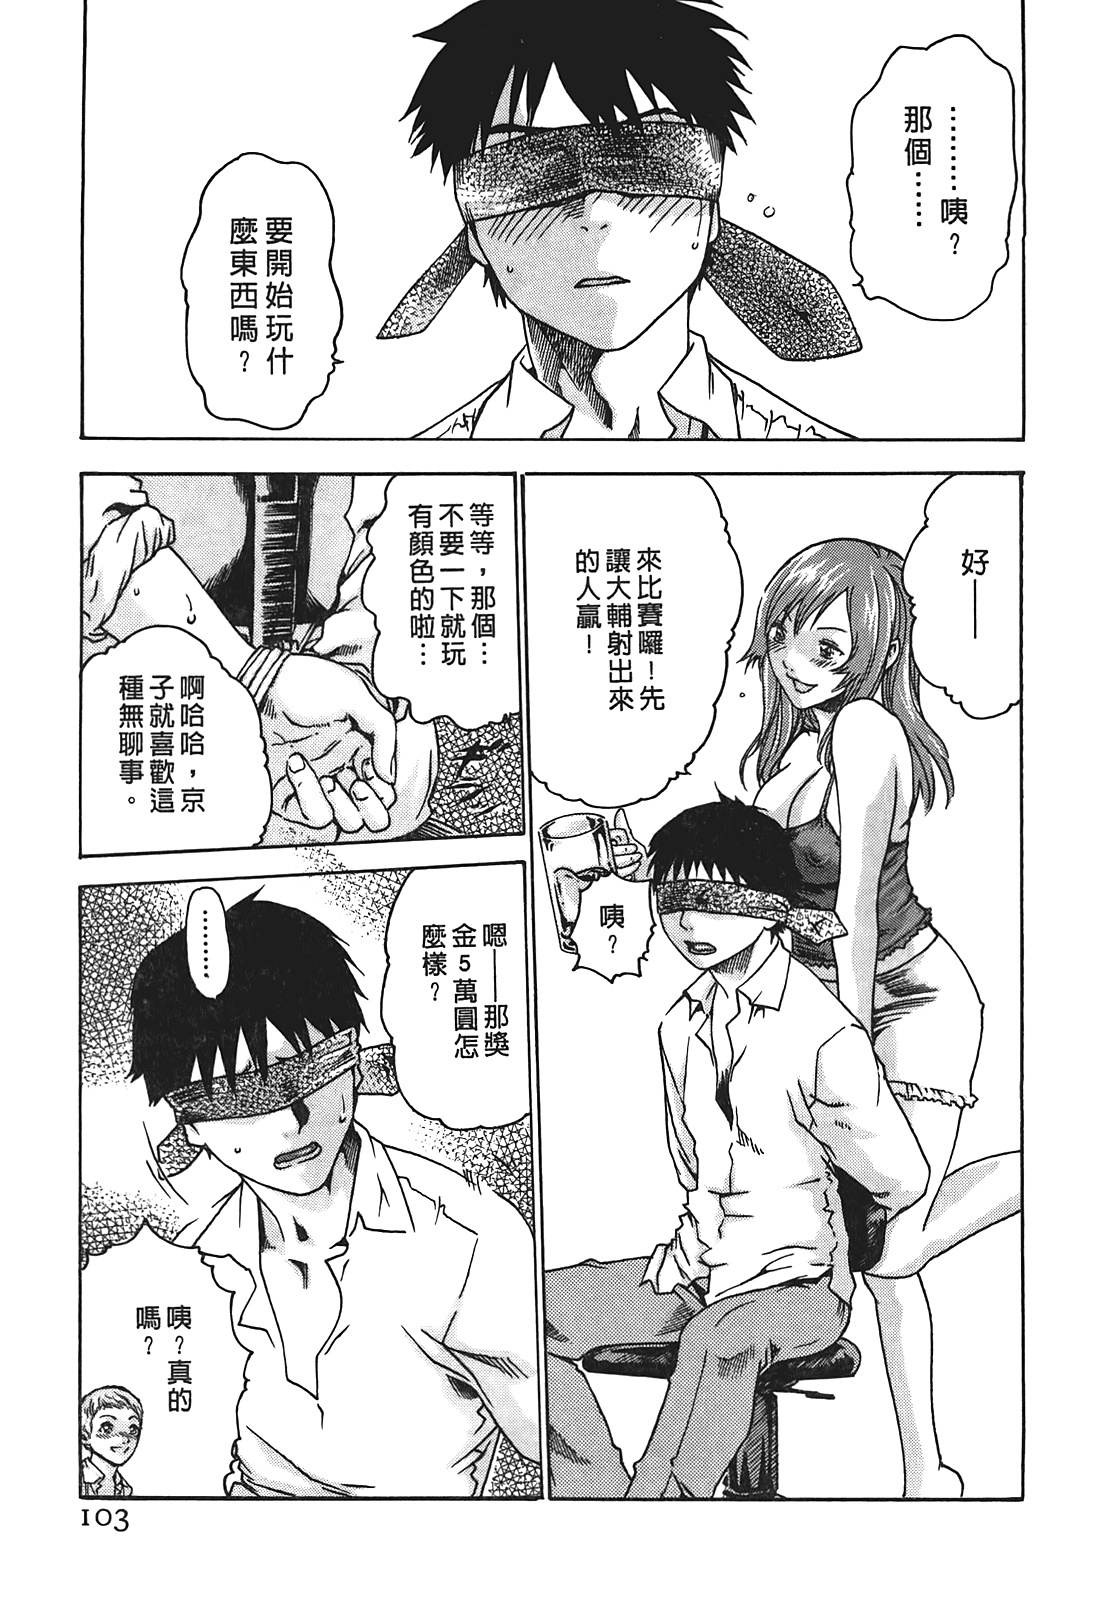 ………咦？
那個……
要開始玩什
麼東西嗎？
好——
來比賽囉！先
讓大輔射出來
的人贏！
咦？
等等，那個…
不要一下就玩
有顏色的啦…
啊哈哈，京
子就喜歡這
種無聊事。
嗯——那獎
金5萬圓怎
麼樣？
………
咦？真的
嗎？
103